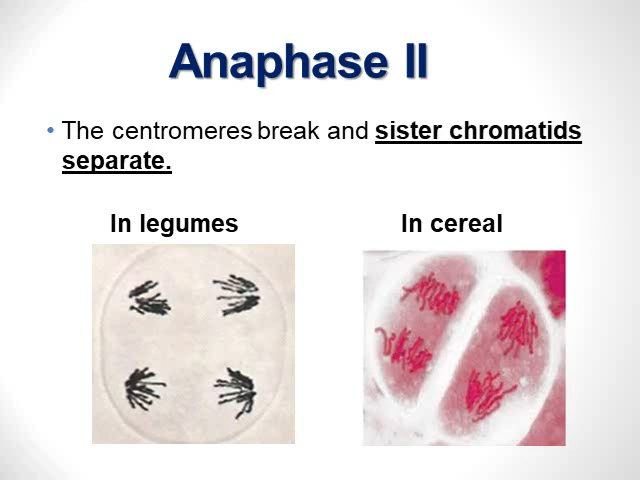 Anaphase II
• The centromeres break and sister chromatids
separate.
In legumes
In cereal